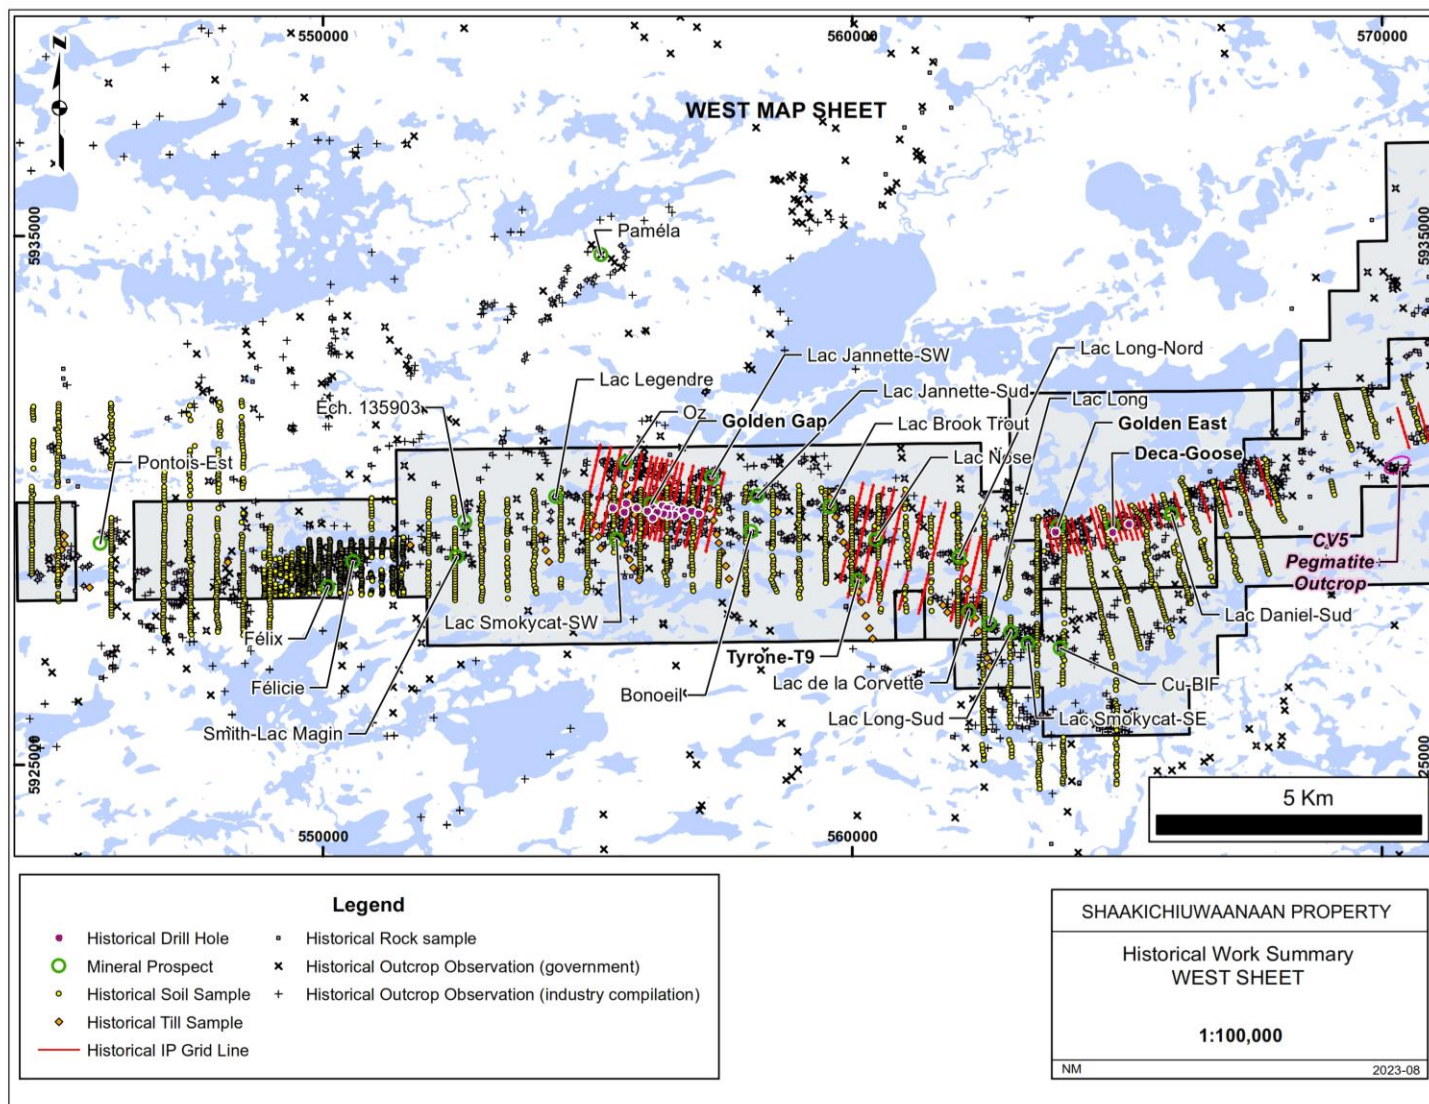 550000
560000
570000
Z
WEST MAP SHEET
5935000
5935000
Paméla
Lac Jannette-SW
Lac Long-Nord
Lac Legendre
Lac Jannette-Sud
Lac Long
Éch. 135903
Oz
Golden Gap
Lac Brook Trout
Golden East
Pontois-Est
Lac Nose
Deca-Goose
CV5
Pegmatite
Outcrop
Lac Smokycat-SW
Lac Daniel-Sud
Félix
Tyrone-T9
Félicie
Bonoeil
Lac de la Corvette
Cu-BIF
Smith-Lac Magin
Lac Long-Sud
Lac Smokycat-SE
5925000
25000
5 Km
550000
560000
Legend
Historical Drill Hole
Historical Rock sample
Mineral Prospect
Historical Outcrop Observation (government)
Historical Soil Sample
Historical Outcrop Observation (industry compilation)
Historical Till Sample
Historical IP Grid Line
SHAAKICHIUWAANAAN PROPERTY
Historical Work Summary
WEST SHEET
1:100,000
NM
2023-08